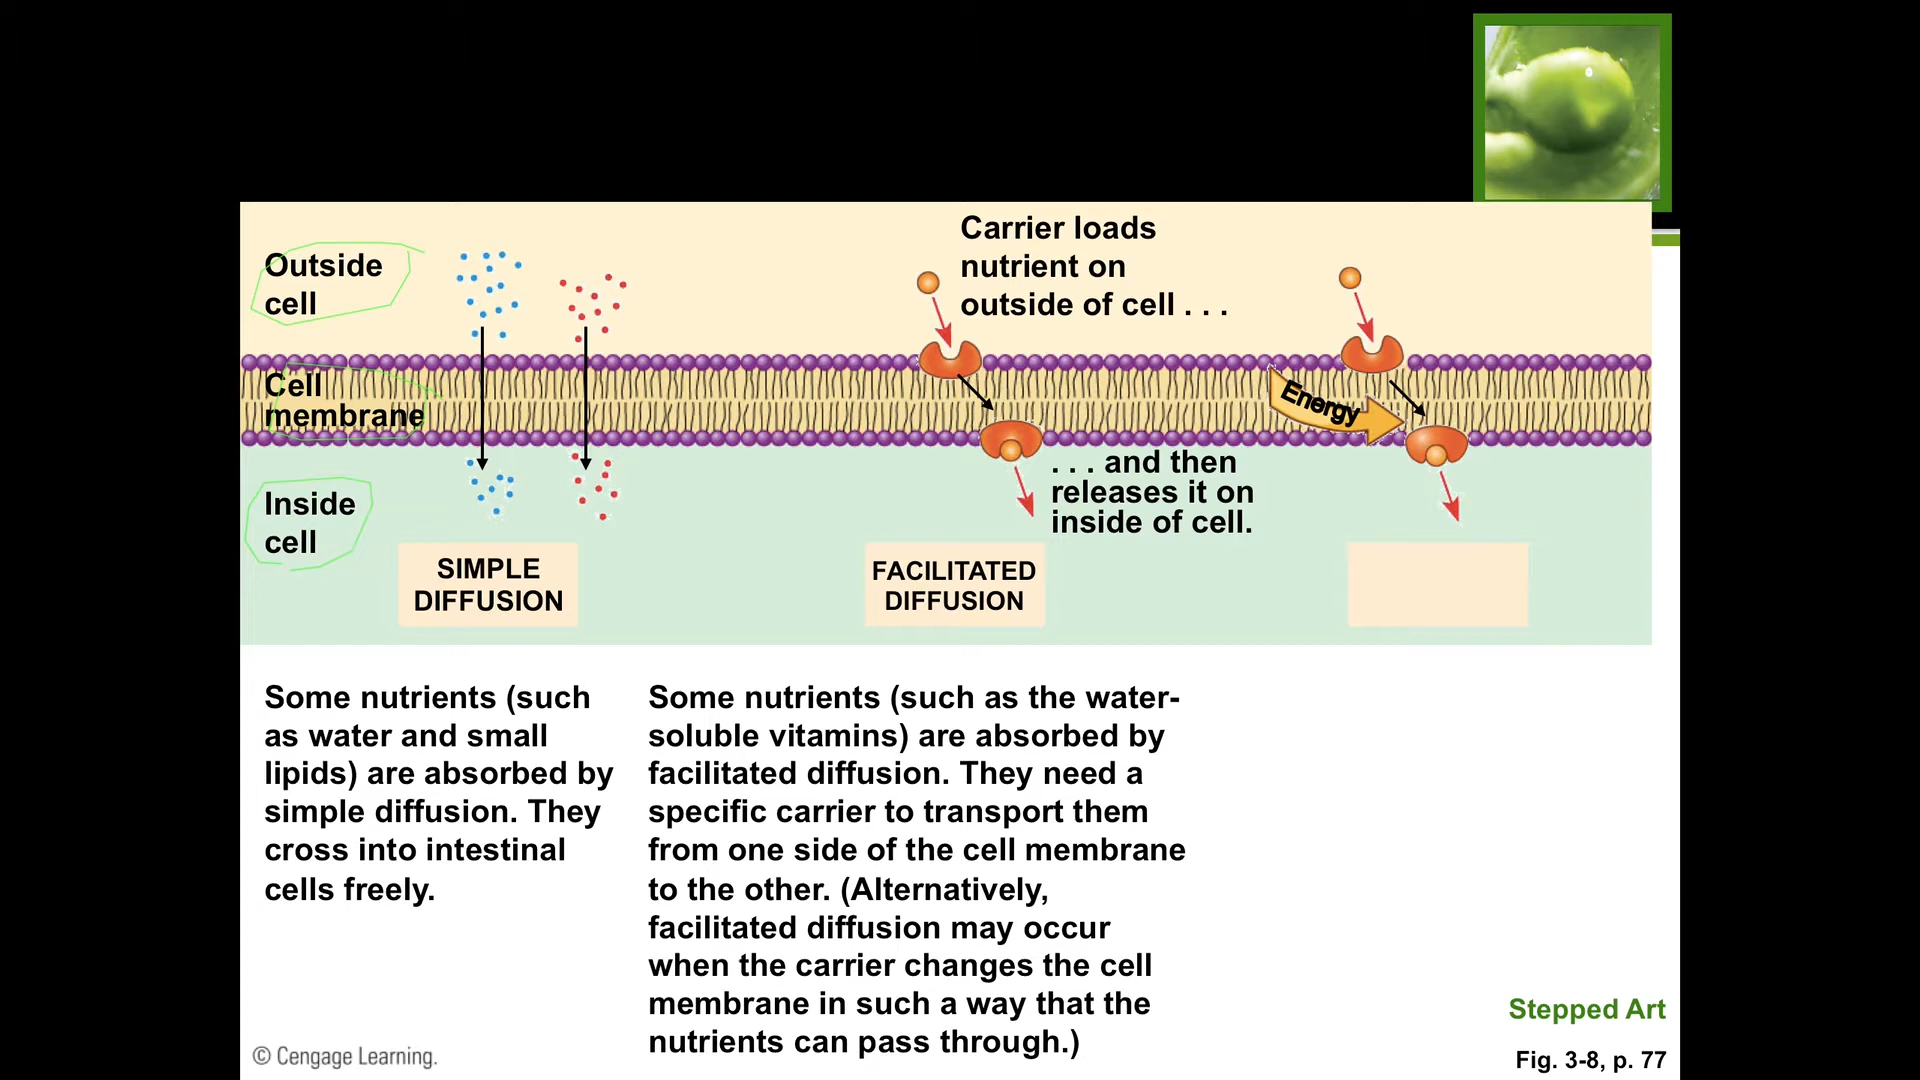 Outside
cell
Carrier loads
nutrient on
outside of cell . . .
Cell
membrane
Energy
Inside
cell
. . . and then
releases it on
inside of cell.
SIMPLE
DIFFUSION
FACILITATED
DIFFUSION
Some nutrients (such
as water and small
lipids) are absorbed by
simple diffusion. They
cross into intestinal
cells freely.
Some nutrients (such as the water-
soluble vitamins) are absorbed by
facilitated diffusion. They need a
specific carrier to transport them
from one side of the cell membrane
to the other. (Alternatively,
facilitated diffusion may occur
when the carrier changes the cell
membrane in such a way that the
nutrients can pass through.)
Stepped Art
© Cengage Learning.
Fig. 3-8, p. 77